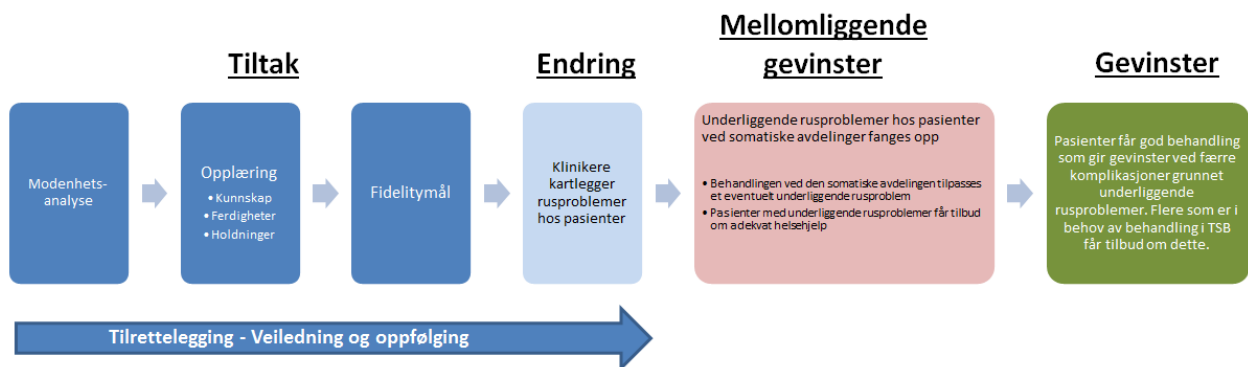 Tiltak
Endring
Mellomliggende
gevinster
Gevinster
Modenhets-
analyse
Opplæring
• Kunnskap
• Ferdigheter
• Holdninger
Fidelitymål
Klinikere
kartlegger
rusproblemer
hos pasienter
Underliggende rusproblemer hos pasienter
ved somatiske avdelinger fanges opp
• Behandlingen ved den somatiske avdelingen tilpasses
et eventuelt underliggende rusproblem
• Pasienter med underliggende rusproblemer får tilbud
om adekvat helsehjelp
Pasienter får god behandling
som gir gevinster ved færre
komplikasjoner grunnet
underliggende
rusproblemer. Flere som er i
behov av behandling i TSB
får tilbud om dette.
Tilrettelegging - Veiledning og oppfølging